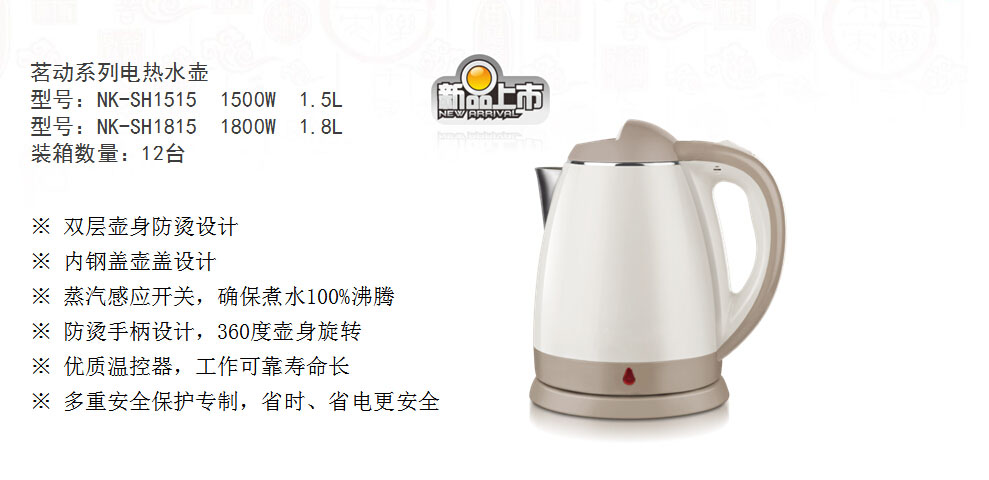 茗动系列电热水壶
型号：NK-SH1515 1500W 1.5L
型号：NK-SH1815 1800W 1.8L
装箱数量：12台
新品上市
NEW ARRIVAL
※ 双层壶身防烫设计
※ 内钢盖壶盖设计
※ 蒸汽感应开关，确保煮水100%沸腾
※ 防烫手柄设计，360度壶身旋转
※ 优质温控器，工作可靠寿命长
※ 多重安全保护专制，省时、省电更安全